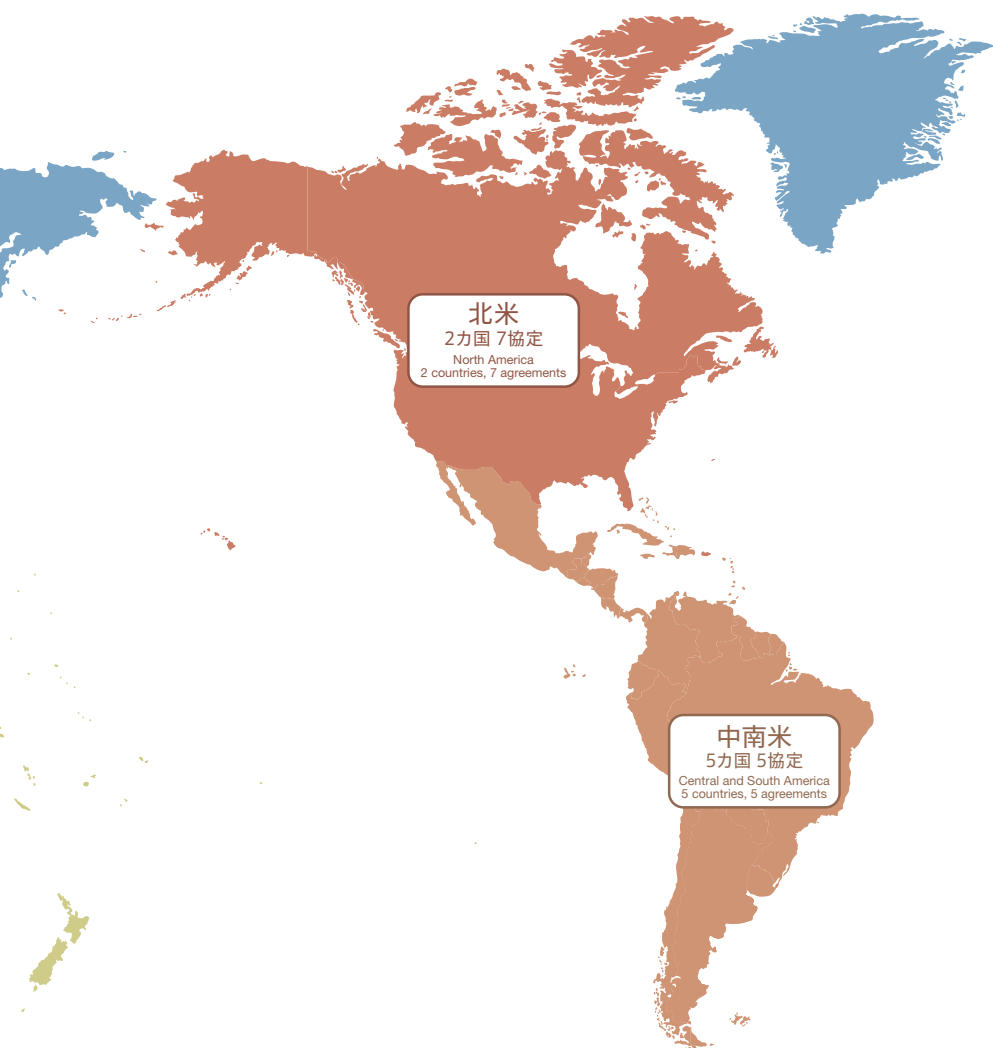 北米
2カ国 7協定
North America
2 countries, 7 agreements
中南米
5カ国 5協定
Central and South America
5 countries, 5 agreements